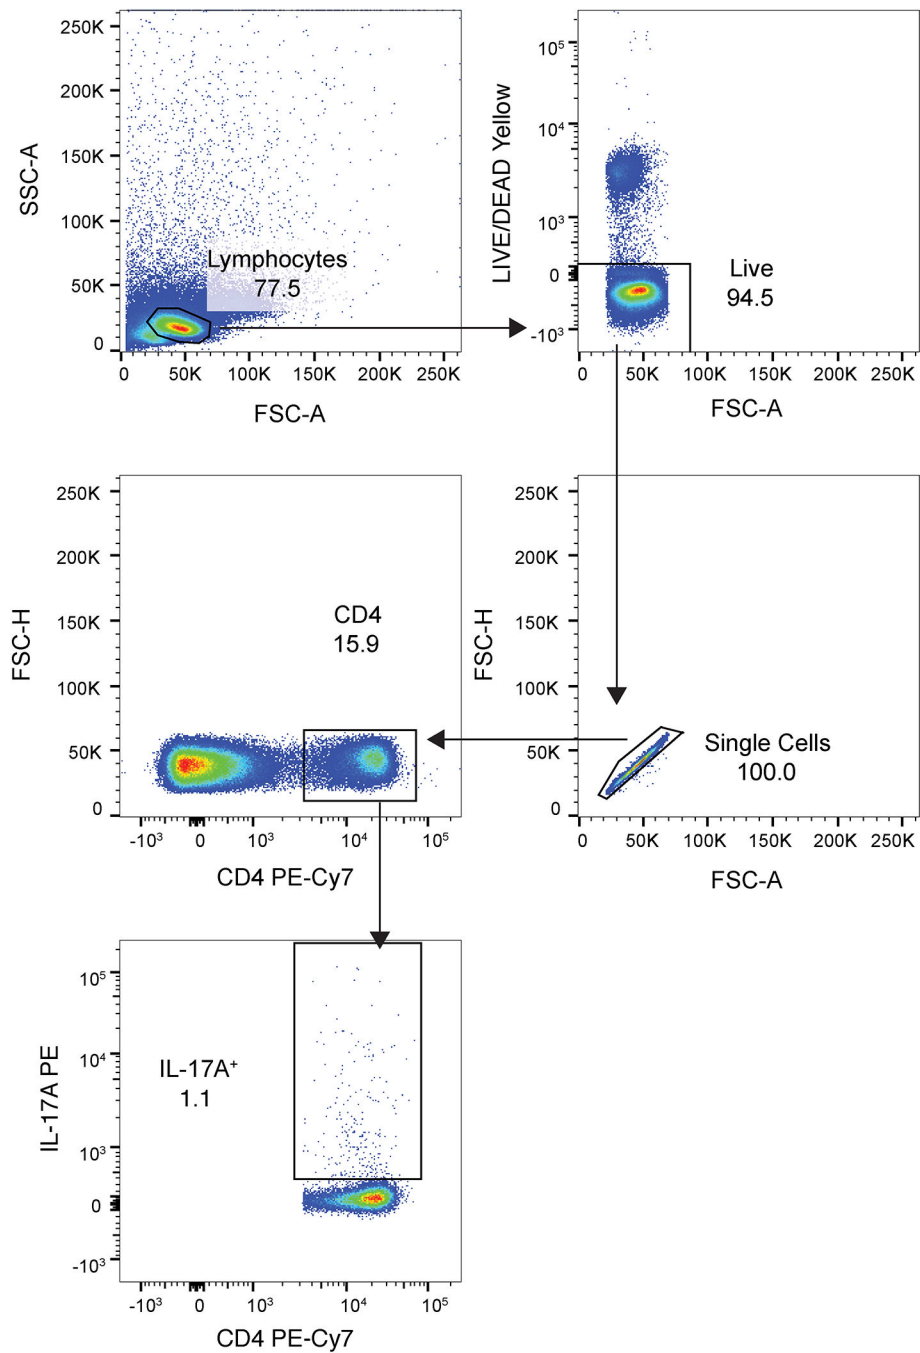 250K
200K
150K
100K
50K
0
SSC-A
Lymphocytes
77.5
0 50K 100K 150K 200K 250K
FSC-A
10⁵
10⁴
10³
0
-10³
LIVE/DEAD Yellow
Live
94.5
0 50K 100K 150K 200K 250K
FSC-A
250K
200K
150K
100K
50K
0
FSC-H
CD4
15.9
-10³ 0 10³ 10⁴ 10⁵
CD4 PE-Cy7
250K
200K
150K
100K
50K
0
FSC-H
Single Cells
100.0
0 50K 100K 150K 200K 250K
FSC-A
10⁵
10⁴
10³
0
-10³
IL-17A PE
IL-17A⁺
1.1
-10³ 0 10³ 10⁴ 10⁵
CD4 PE-Cy7